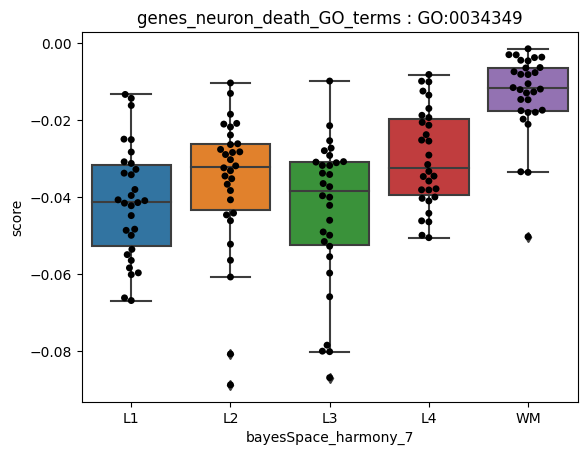 genes_neuron_death_GO_terms : GO:0034349
0.00
−0.02
−0.04
−0.06
−0.08
score
L1 L2 L3 L4 WM
bayesSpace_harmony_7